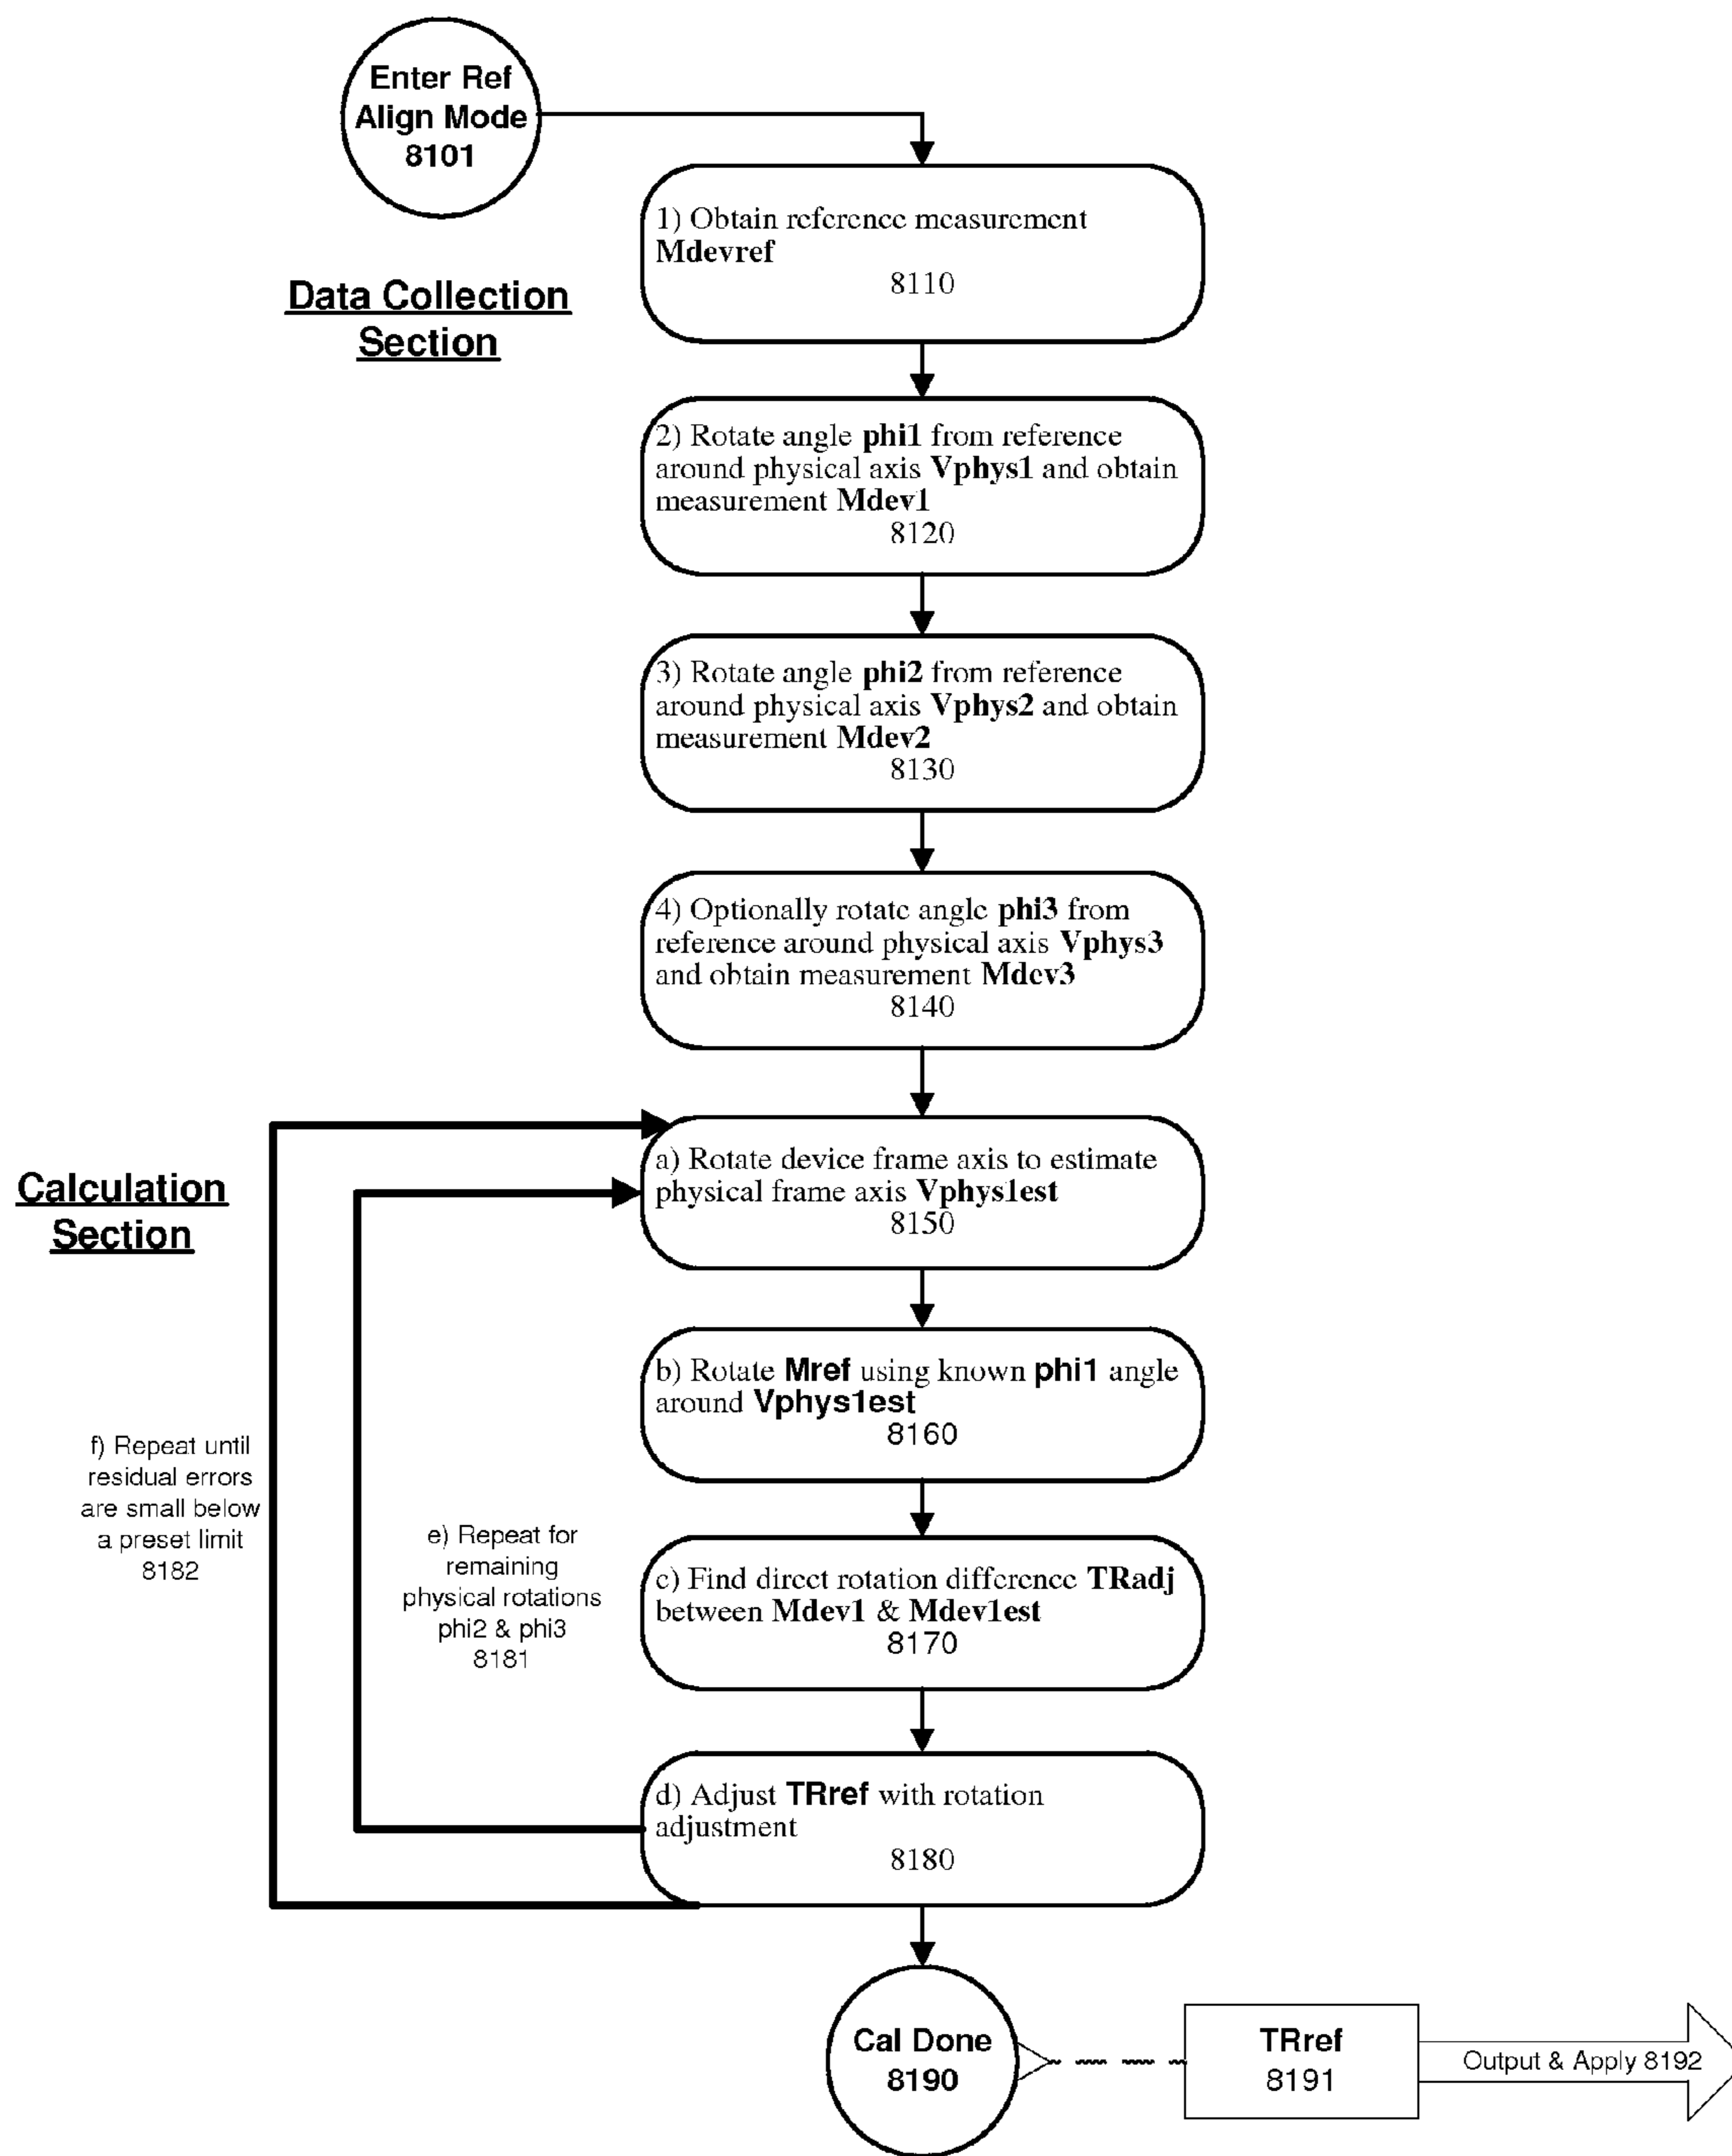 Enter Ref
Align Mode
8101
1) Obtain reference measurement
Mdevref
8110
Data Collection
Section
2) Rotate angle phi1 from reference
around physical axis Vphys1 and obtain
measurement Mdev1
8120
3) Rotate angle phi2 from reference
around physical axis Vphys2 and obtain
measurement Mdev2
8130
4) Optionally rotate angle phi3 from
reference around physical axis Vphys3
and obtain measurement Mdev3
8140
Calculation
Section
a) Rotate device frame axis to estimate
physical frame axis Vphys1est
8150
b) Rotate Mref using known phi1 angle
around Vphys1est
8160
f) Repeat until
residual errors
are small below
a preset limit
8182
e) Repeat for
remaining
physical rotations
phi2 & phi3
8181
c) Find direct rotation difference TRadj
between Mdev1 & Mdev1est
8170
d) Adjust TRref with rotation
adjustment
8180
Cal Done
8190
TRref
8191
Output & Apply 8192